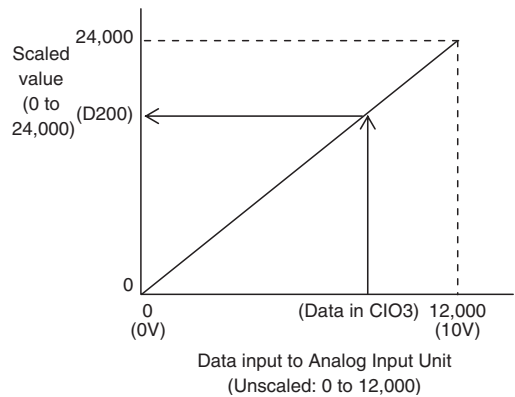 24,000
Scaled
value
(0 to
24,000)
(D200)
0
0
(0V)
(Data in CIO3)
12,000
(10V)
Data input to Analog Input Unit
(Unscaled: 0 to 12,000)